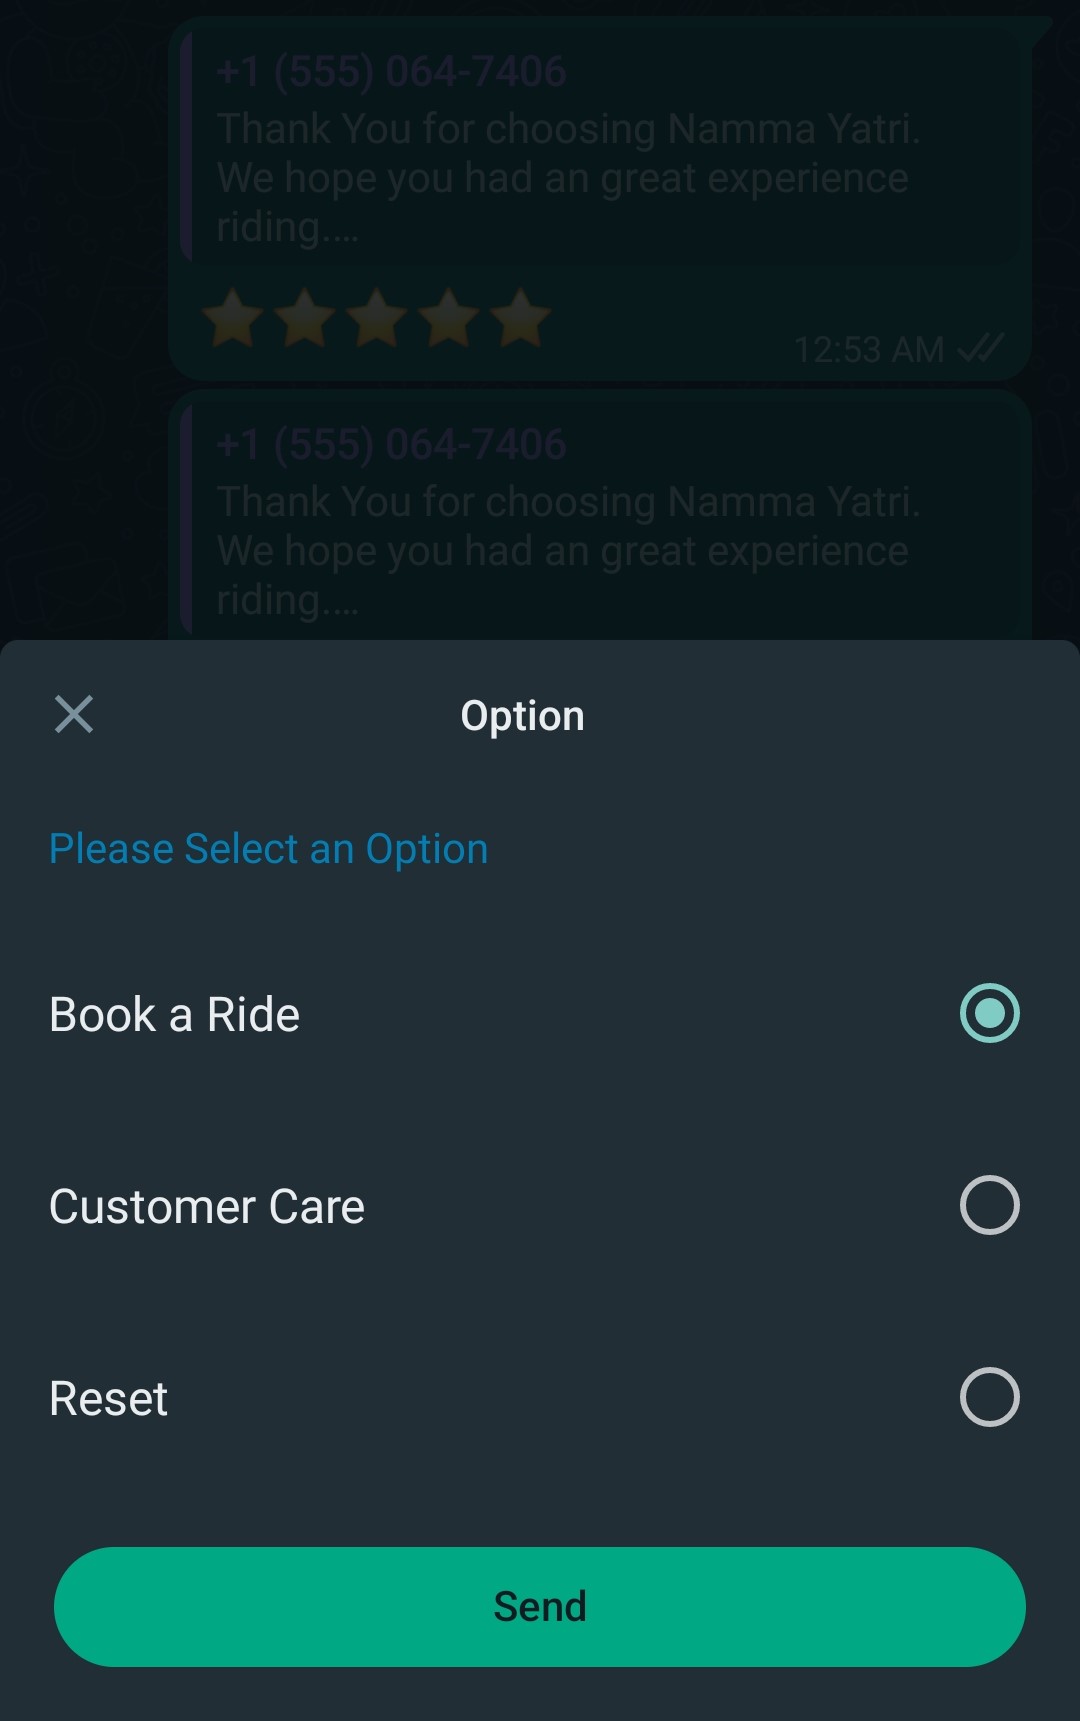 +1 (555) 064-7406
Thank You for choosing Namma Yatri.
We hope you had an great experience
riding.…
12:53 AM
+1 (555) 064-7406
Thank You for choosing Namma Yatri.
We hope you had an great experience
riding.…
Option
Please Select an Option
Book a Ride
Customer Care
Reset
Send